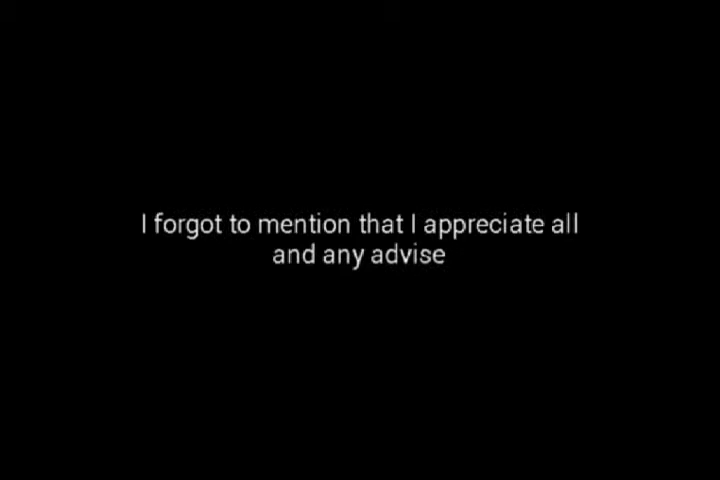 I forgot to mention that I appreciate all
and any advise